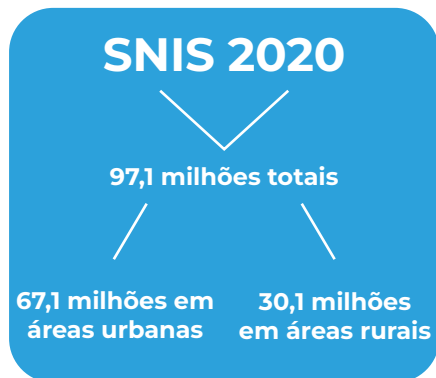 SNIS 2020
97,1 milhões totais
67,1 milhões em
áreas urbanas
30,1 milhões
em áreas rurais